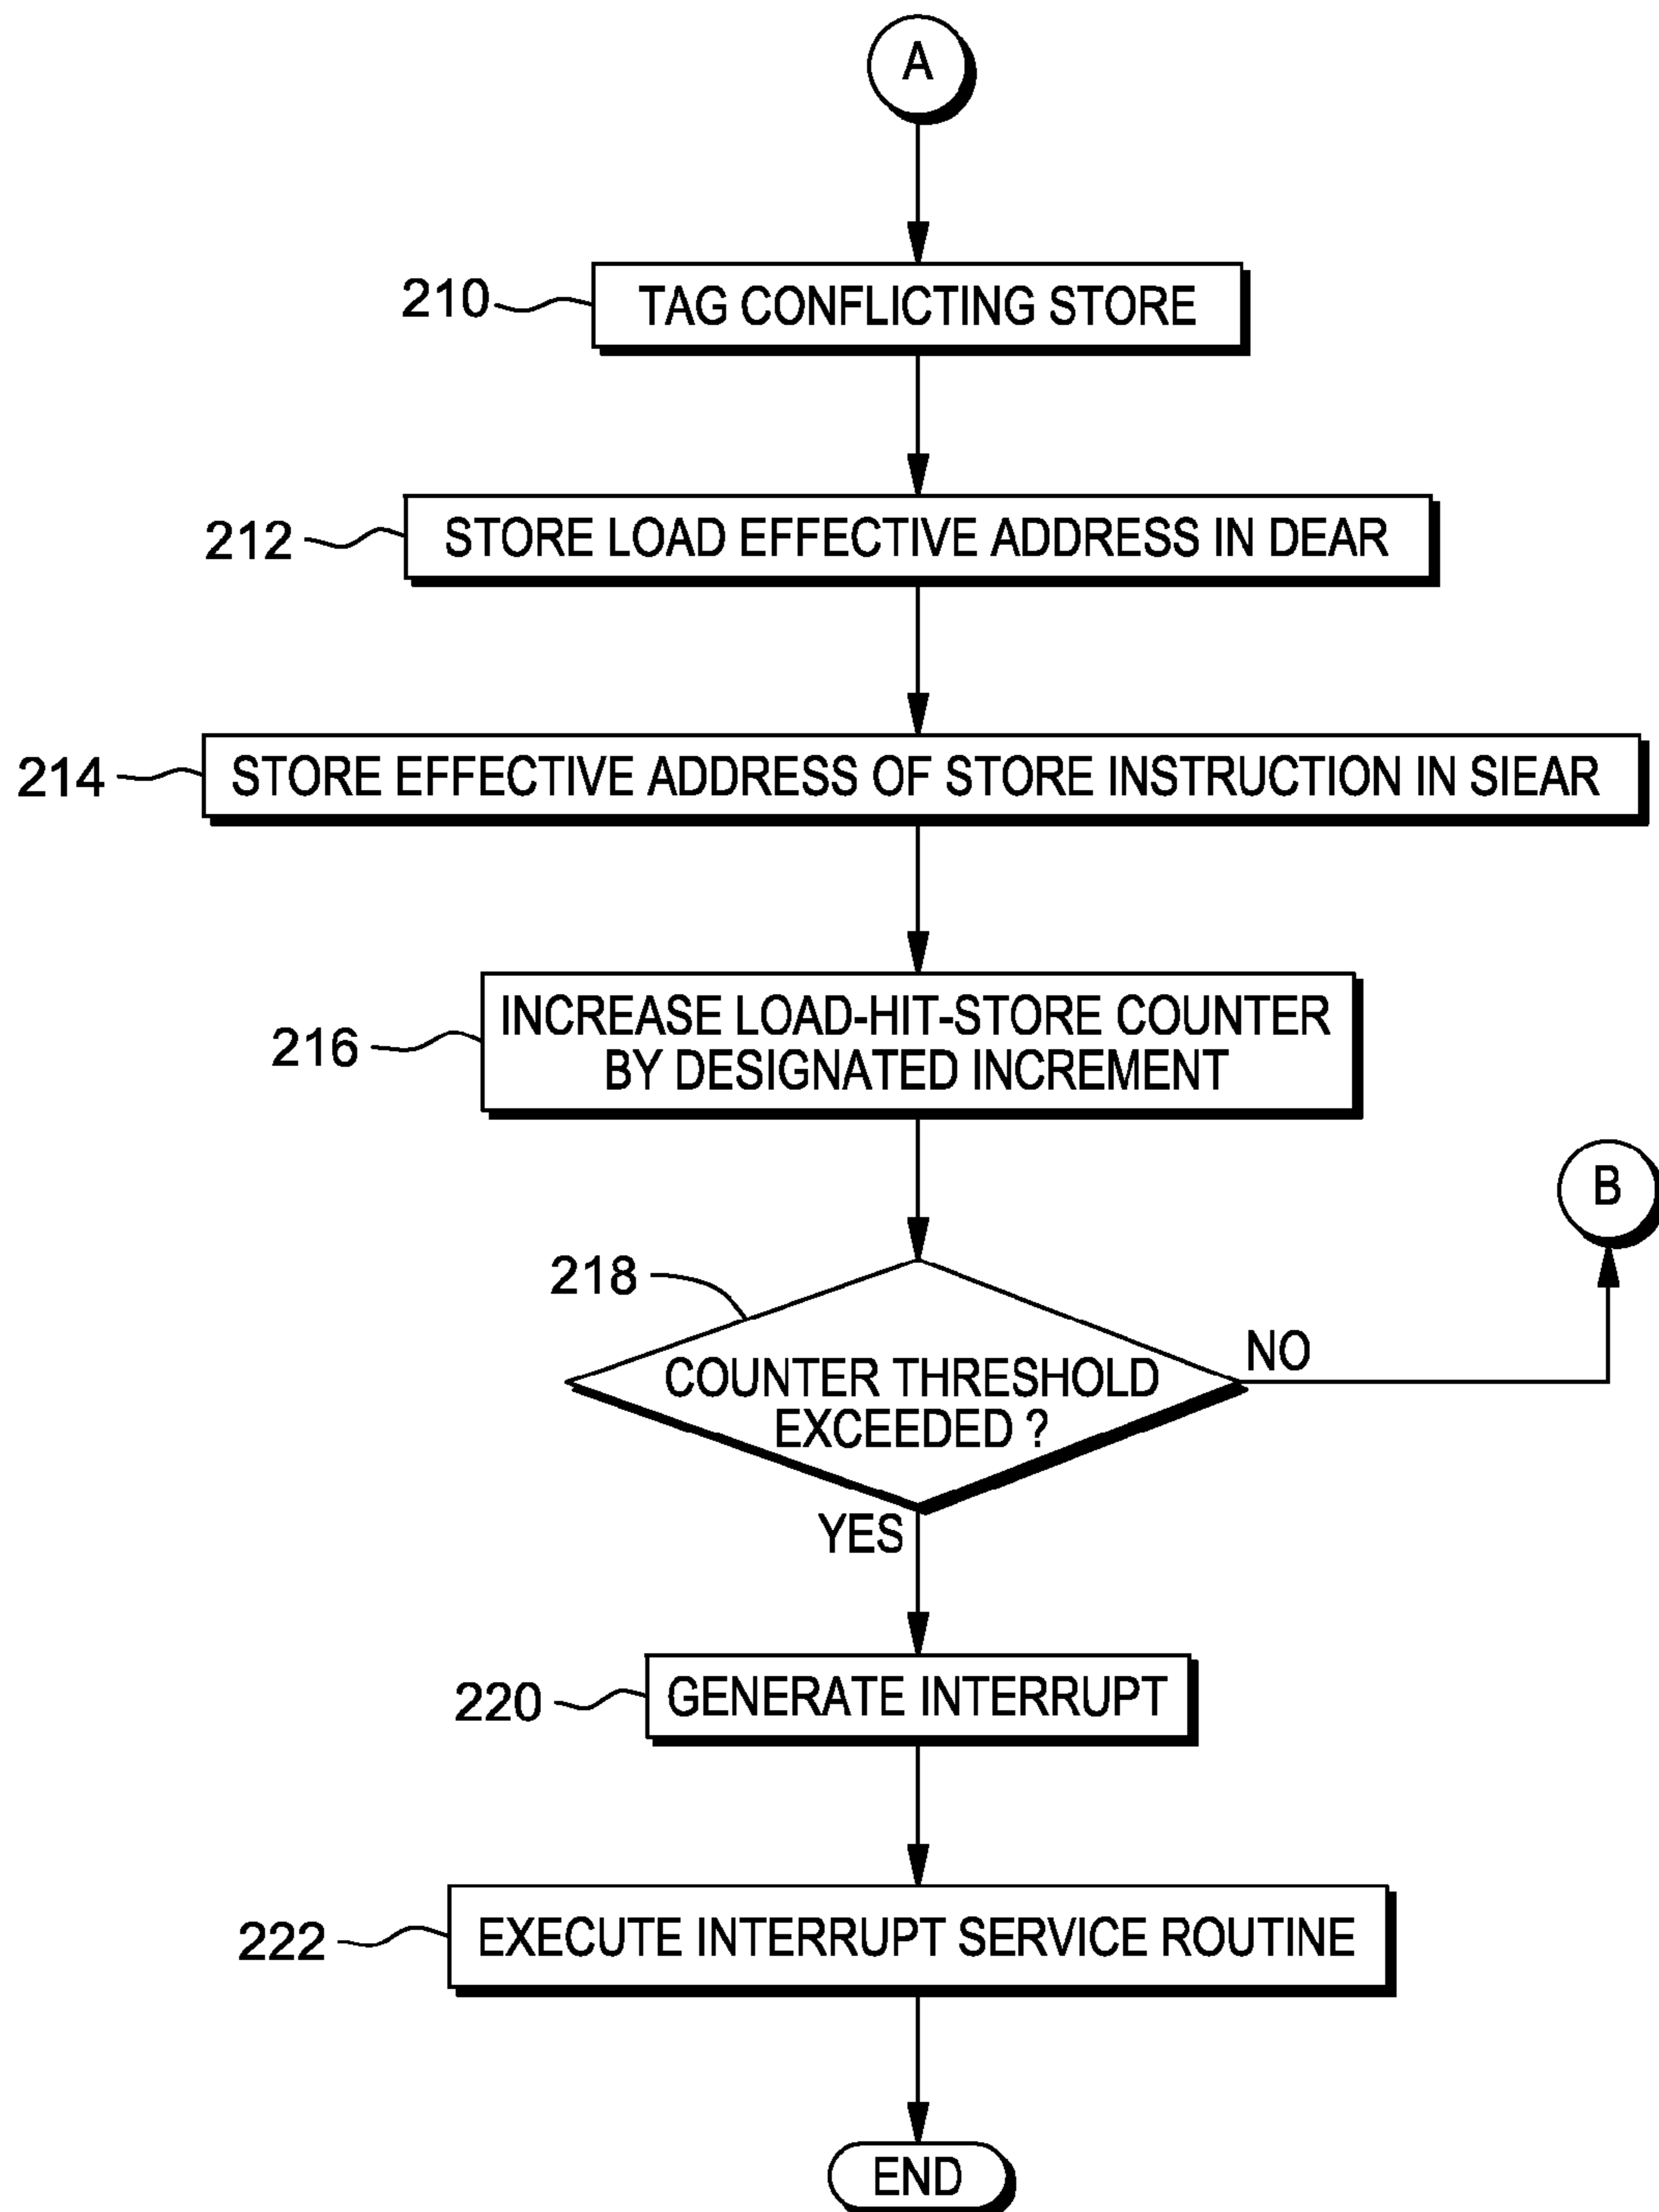 A
210
TAG CONFLICTING STORE
212
STORE LOAD EFFECTIVE ADDRESS IN DEAR
214
STORE EFFECTIVE ADDRESS OF STORE INSTRUCTION IN SIEAR
216
INCREASE LOAD-HIT-STORE COUNTER
BY DESIGNATED INCREMENT
B
218
COUNTER THRESHOLD
EXCEEDED ?
NO
YES
220
GENERATE INTERRUPT
222
EXECUTE INTERRUPT SERVICE ROUTINE
END